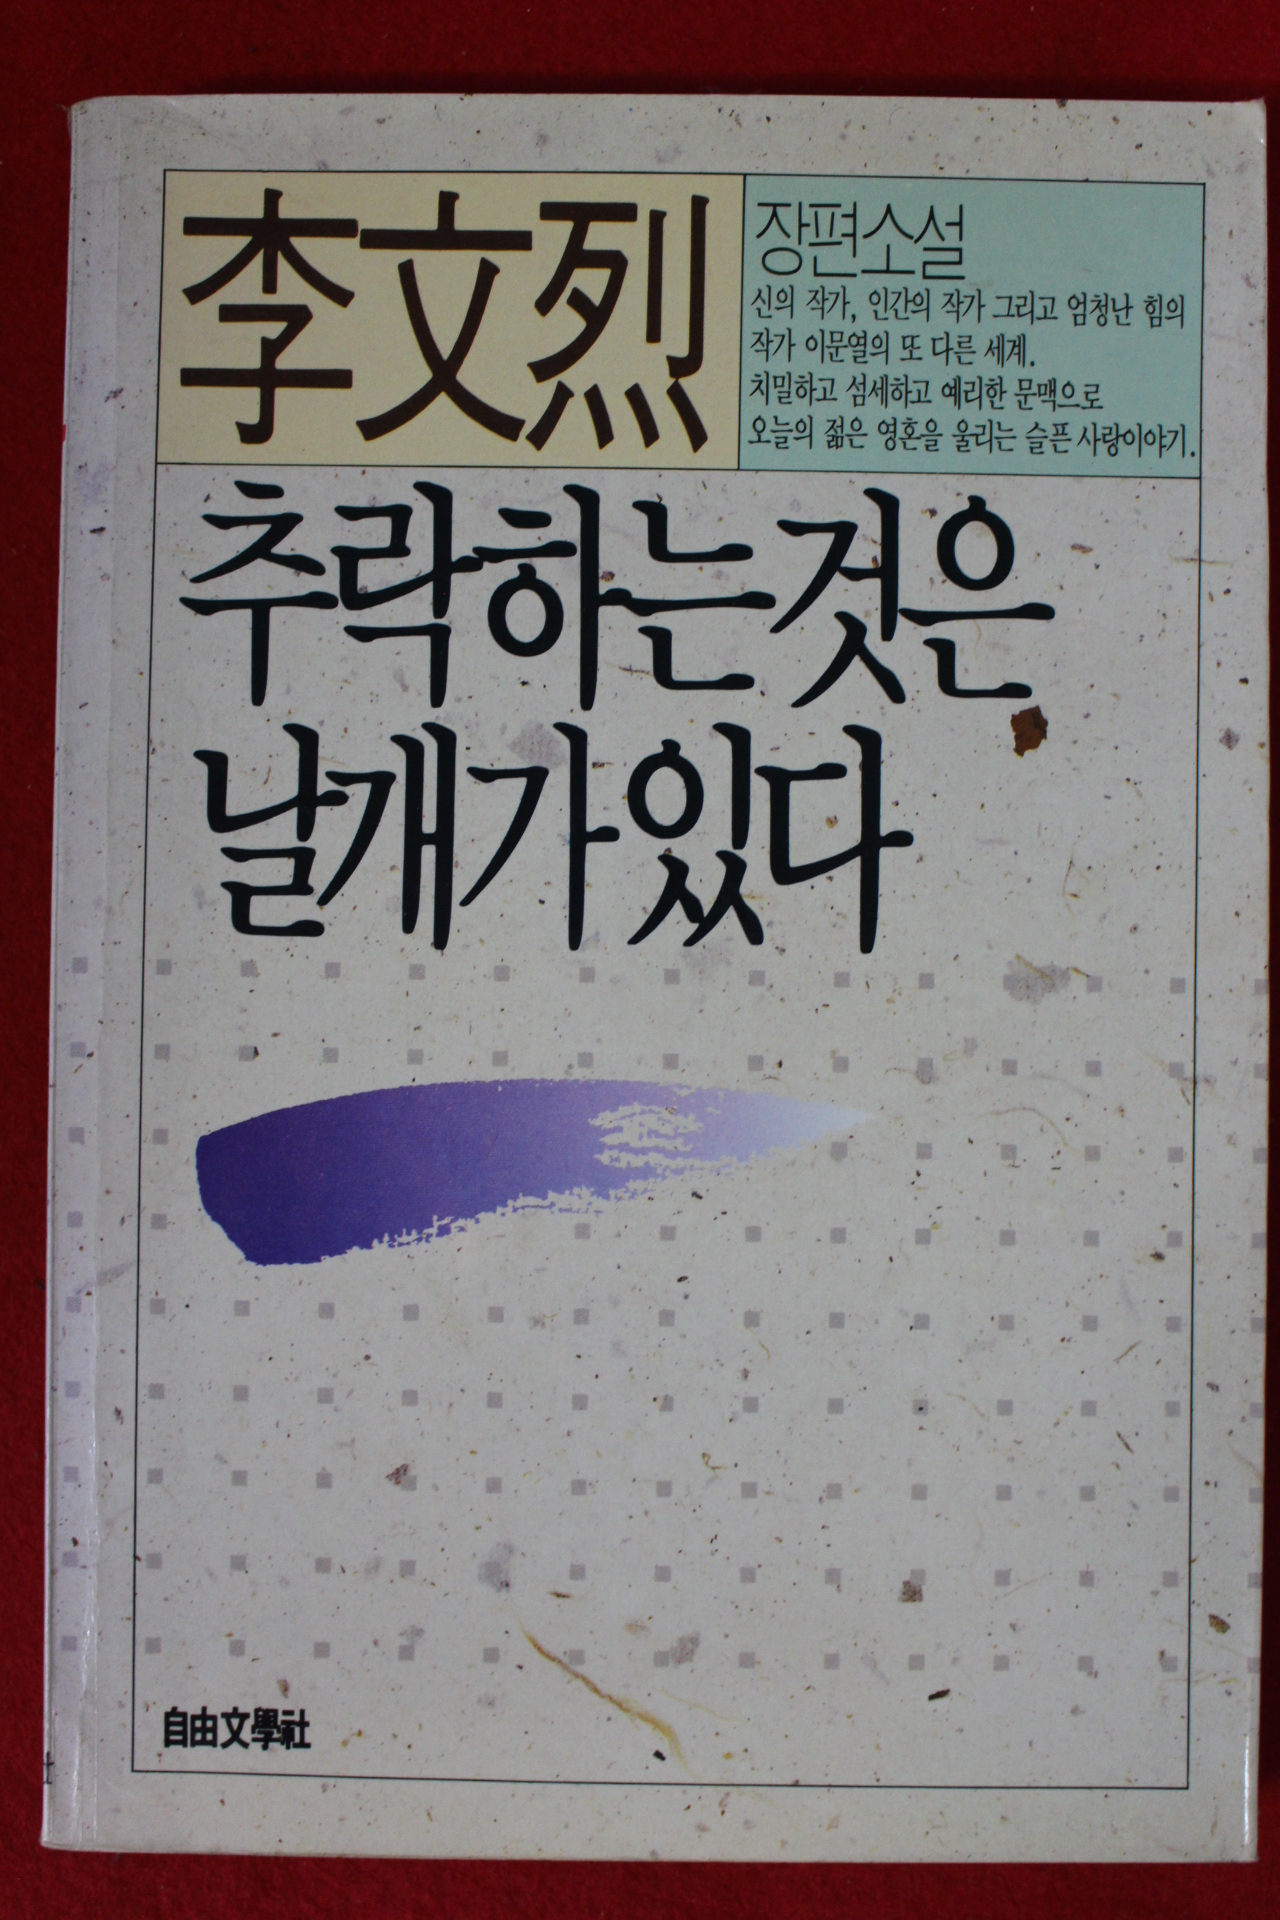 李文烈
장편소설
신의 작가, 인간의 작가 그리고 엄청난 힘의
작가 이문열의 또 다른 세계.
치밀하고 섬세하고 예리한 문맥으로
오늘의 젊은 영혼을 울리는 슬픈 사랑이야기.
추락하는 것은
날개가 있다
自由文學社